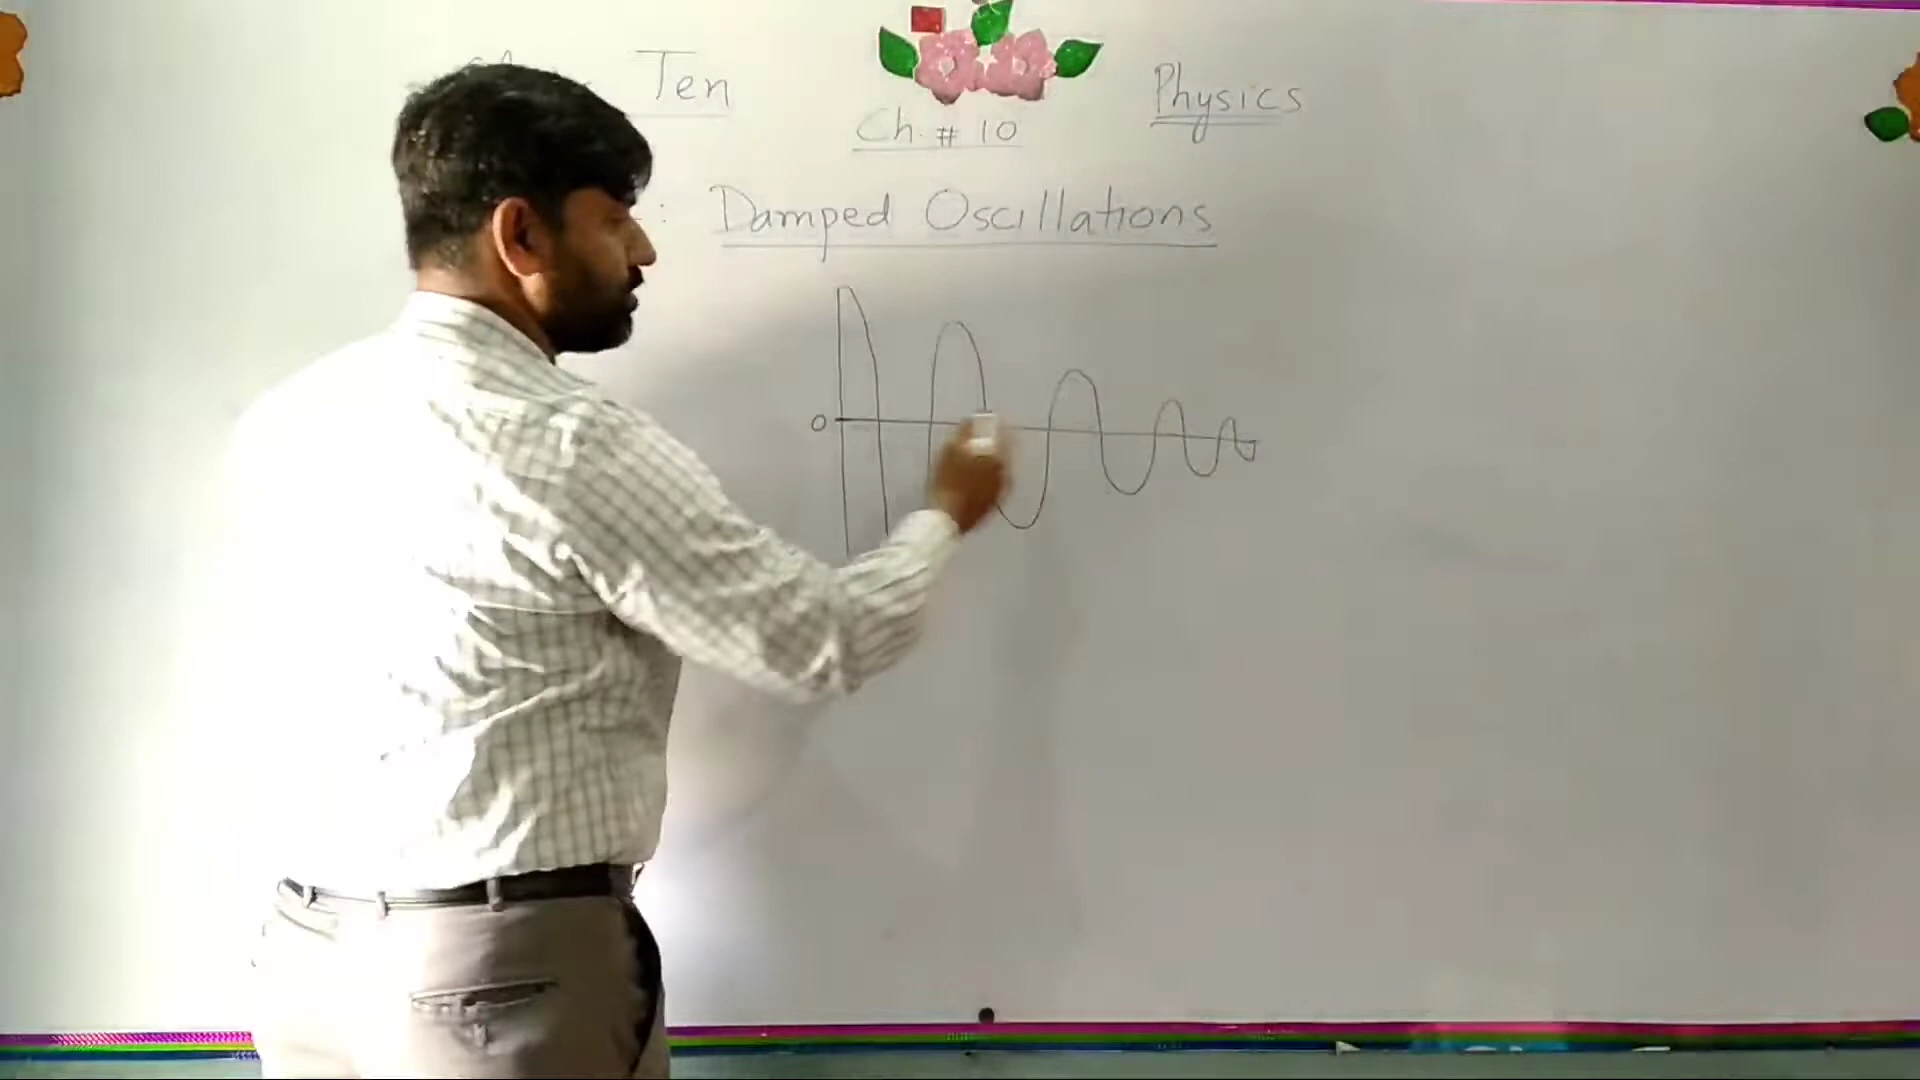 Ten
Physics
Ch. # 10
: Damped Oscillations
0